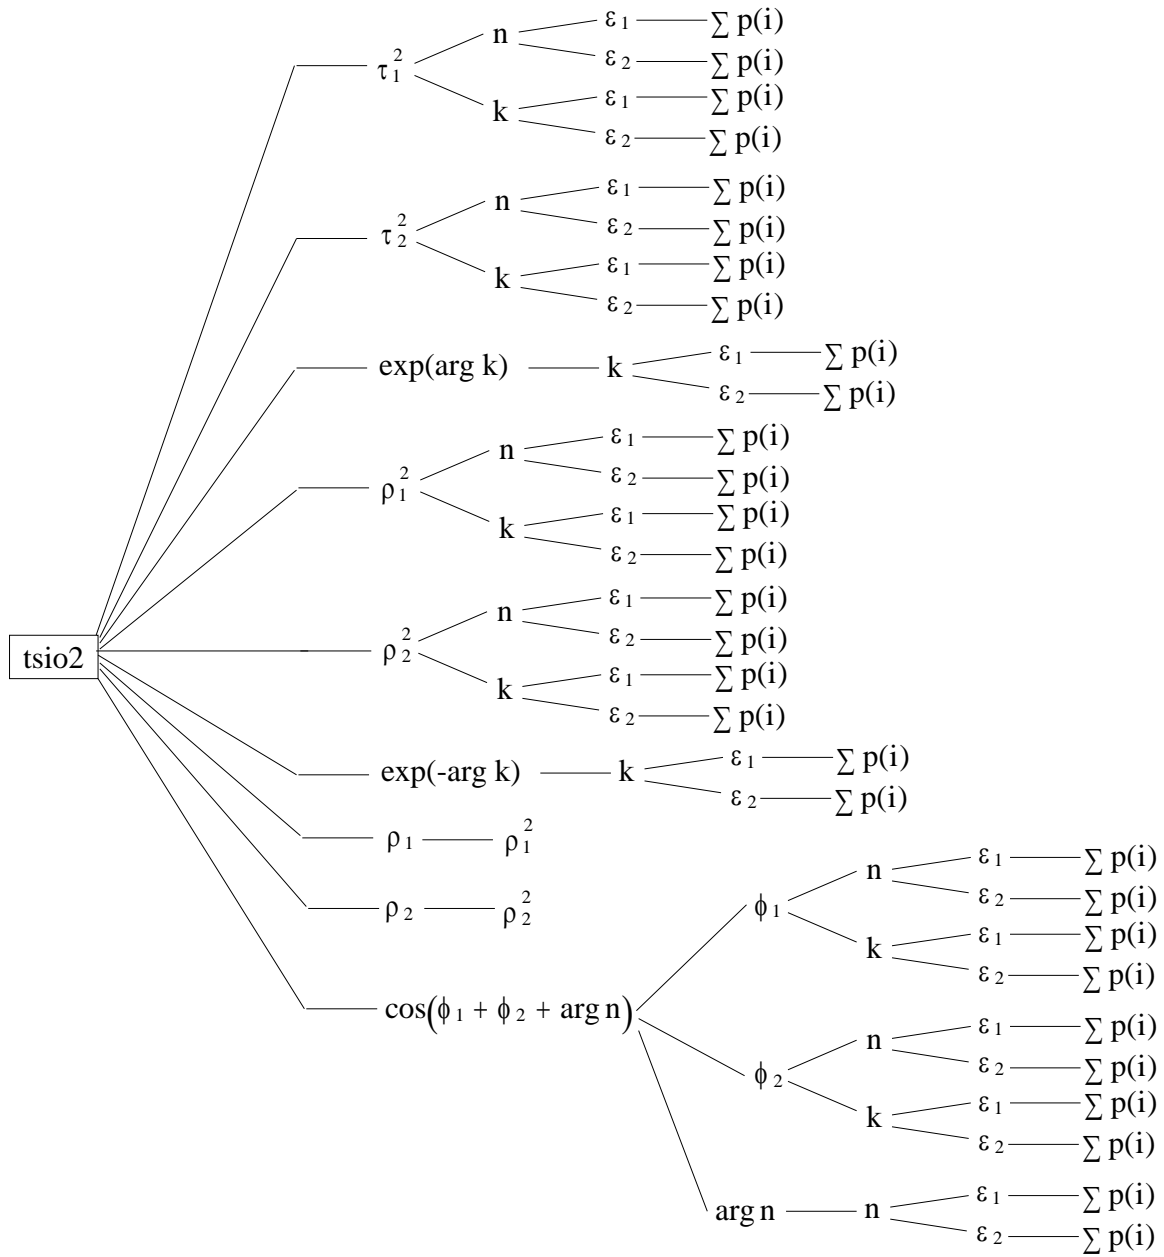 ε₁ ∑ p(i)
n
ε₂ ∑ p(i)
τ₁²
ε₁ ∑ p(i)
k
ε₂ ∑ p(i)
ε₁ ∑ p(i)
n
ε₂ ∑ p(i)
τ₂²
ε₁ ∑ p(i)
k
ε₂ ∑ p(i)
ε₁ ∑ p(i)
exp(arg k) k
ε₂ ∑ p(i)
ε₁ ∑ p(i)
n
ε₂ ∑ p(i)
ρ₁²
ε₁ ∑ p(i)
k
ε₂ ∑ p(i)
ε₁ ∑ p(i)
n
ε₂ ∑ p(i)
tsio2 ρ₂²
ε₁ ∑ p(i)
k
ε₂ ∑ p(i)
ε₁ ∑ p(i)
exp(-arg k) k
ε₂ ∑ p(i)
ρ₁ ρ₁²
ρ₂ ρ₂²
cos(ϕ₁ + ϕ₂ + arg n)
ε₁ ∑ p(i)
n
ε₂ ∑ p(i)
ϕ₁
ε₁ ∑ p(i)
k
ε₂ ∑ p(i)
ε₁ ∑ p(i)
n
ε₂ ∑ p(i)
ϕ₂
ε₁ ∑ p(i)
k
ε₂ ∑ p(i)
ε₁ ∑ p(i)
arg n n
ε₂ ∑ p(i)